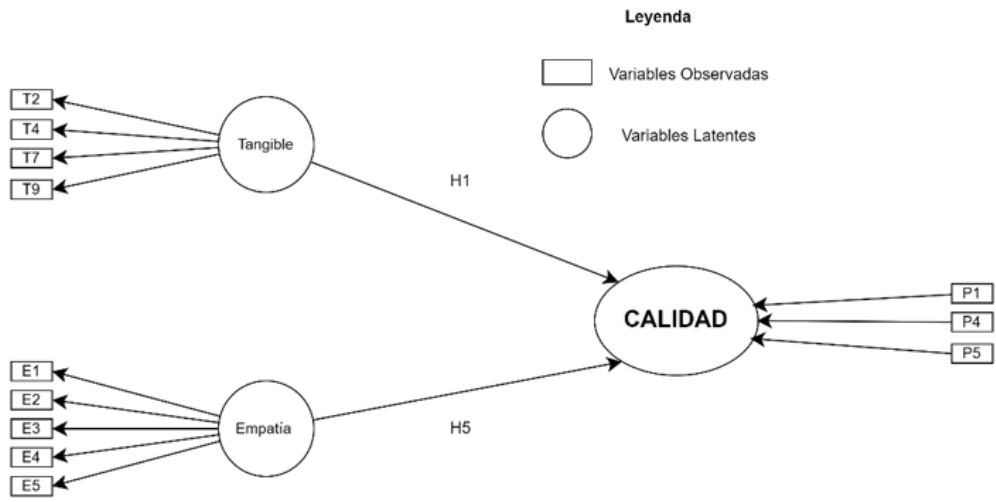 Leyenda
Variables Observadas
Variables Latentes
T2
T4
T7
T9
Tangible
H1
CALIDAD
P1
P4
P5
E1
E2
E3
E4
E5
Empatía
H5